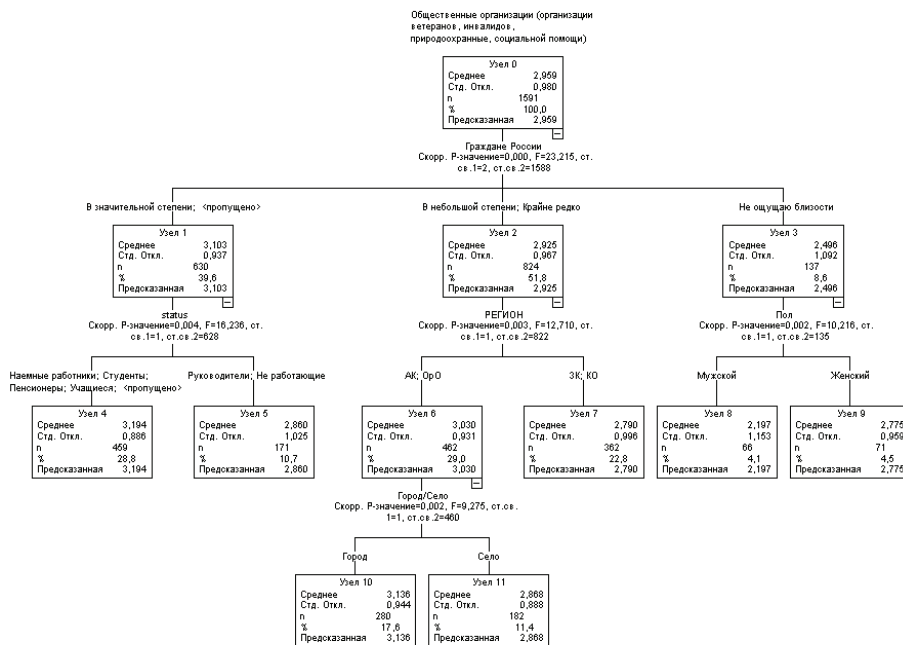 Общественные организации (организации
ветеранов, инвалидов,
природоохранные, социальной помощи)
Узел 0
Среднее 2,959
Стд. Откл. 0,980
n 1591
% 100,0
Предсказанная 2,959
Граждане России
Скорр. P-значение=0,000, F=23,215, ст.
св.1=2, ст.св.2=1588
В значительной степени; <пропущено>
Узел 1
Среднее 3,103
Стд. Откл. 0,937
n 630
% 39,6
Предсказанная 3,103
status
Скорр. P-значение=0,004, F=16,236, ст.
св.1=1, ст.св.2=628
В небольшой степени; Крайне редко
Узел 2
Среднее 2,925
Стд. Откл. 0,967
n 824
% 51,8
Предсказанная 2,925
РЕГИОН
Скорр. P-значение=0,003, F=12,710, ст.
св.1=1, ст.св.2=822
Не ощущаю близости
Узел 3
Среднее 2,496
Стд. Откл. 1,092
n 137
% 8,6
Предсказанная 2,496
Пол
Скорр. P-значение=0,002, F=10,216, ст.
св.1=1, ст.св.2=135
Наемные работники; Студенты;
Пенсионеры; Учащиеся; <пропущено>
Узел 4
Среднее 3,194
Стд. Откл. 0,886
n 459
% 28,8
Предсказанная 3,194
Руководители; Не работающие
Узел 5
Среднее 2,860
Стд. Откл. 1,025
n 171
% 10,7
Предсказанная 2,860
АК; ОрО
Узел 6
Среднее 3,030
Стд. Откл. 0,931
n 462
% 29,0
Предсказанная 3,030
Город/Село
Скорр. P-значение=0,002, F=9,275, ст.св.
1=1, ст.св.2=460
ЗК; КО
Узел 7
Среднее 2,790
Стд. Откл. 0,996
n 362
% 22,8
Предсказанная 2,790
Мужской
Узел 8
Среднее 2,197
Стд. Откл. 1,153
n 66
% 4,1
Предсказанная 2,197
Женский
Узел 9
Среднее 2,775
Стд. Откл. 0,959
n 71
% 4,5
Предсказанная 2,775
Город
Узел 10
Среднее 3,136
Стд. Откл. 0,944
n 280
% 17,6
Предсказанная 3,136
Село
Узел 11
Среднее 2,868
Стд. Откл. 0,888
n 182
% 11,4
Предсказанная 2,868